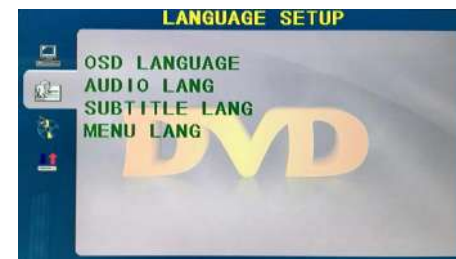 LANGUAGE SETUP
OSD LANGUAGE
AUDIO LANG
SUBTITLE LANG
MENU LANG
DVD